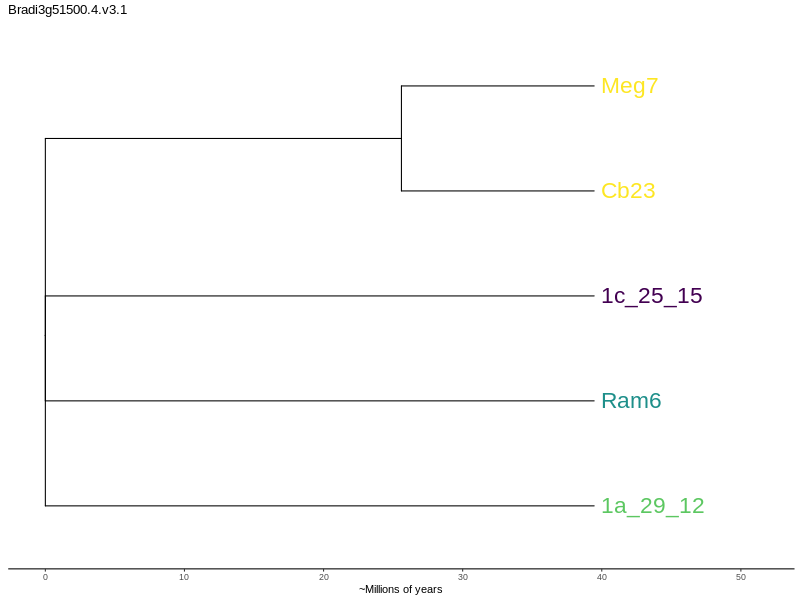 Bradi3g51500.4.v3.1
Meg7
Cb23
1c_25_15
Ram6
1a_29_12
0 10 20 30 40 50
~Millions of years